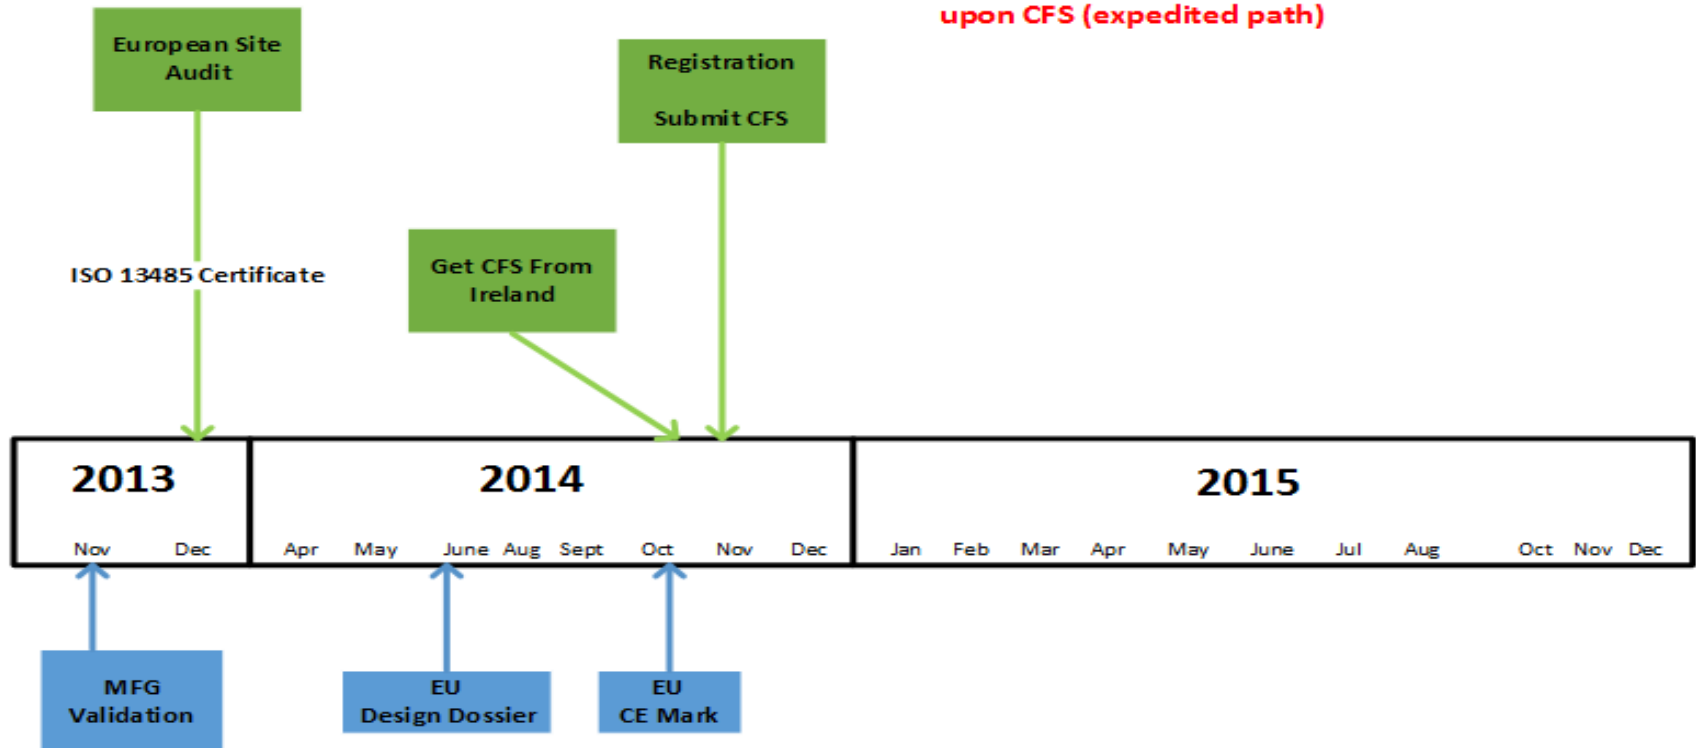 upon CFS (expedited path)
European Site
Audit
Registration
Submit CFS
ISO 13485 Certificate
Get CFS From
Ireland
2013
2014
2015
Nov Dec Apr May June Aug Sept Oct Nov Dec Jan Feb Mar Apr May June Jul Aug Oct Nov Dec
MFG
Validation
EU
Design Dossier
EU
CE Mark